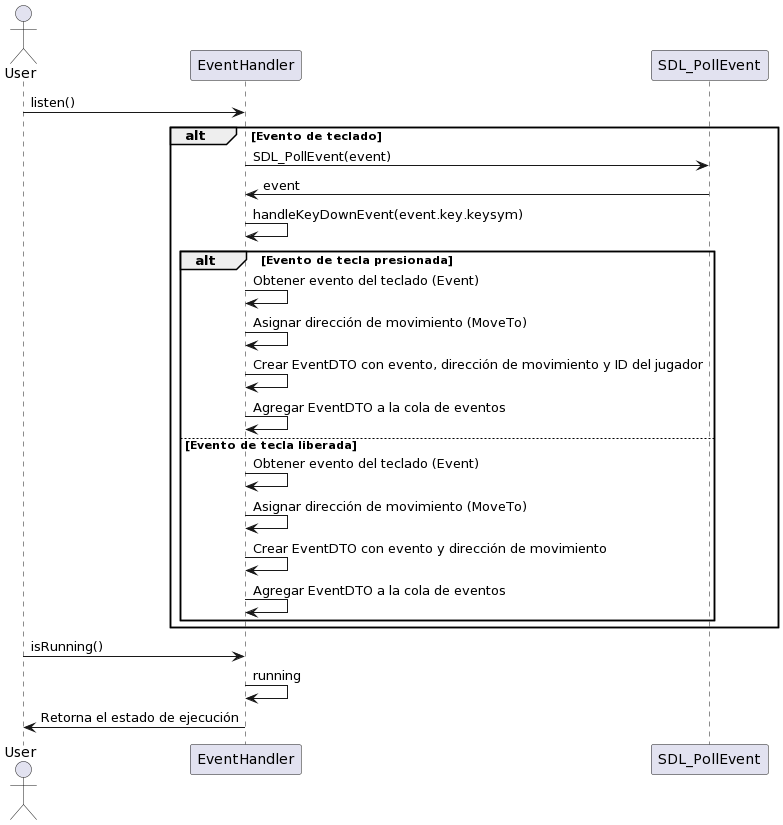 User
EventHandler
SDL_PollEvent
listen()
alt
[Evento de teclado]
SDL_PollEvent(event)
event
handleKeyDownEvent(event.key.keysym)
alt
[Evento de tecla presionada]
Obtener evento del teclado (Event)
Asignar dirección de movimiento (MoveTo)
Crear EventDTO con evento, dirección de movimiento y ID del jugador
Agregar EventDTO a la cola de eventos
[Evento de tecla liberada]
Obtener evento del teclado (Event)
Asignar dirección de movimiento (MoveTo)
Crear EventDTO con evento y dirección de movimiento
Agregar EventDTO a la cola de eventos
isRunning()
running
Retorna el estado de ejecución
User
EventHandler
SDL_PollEvent